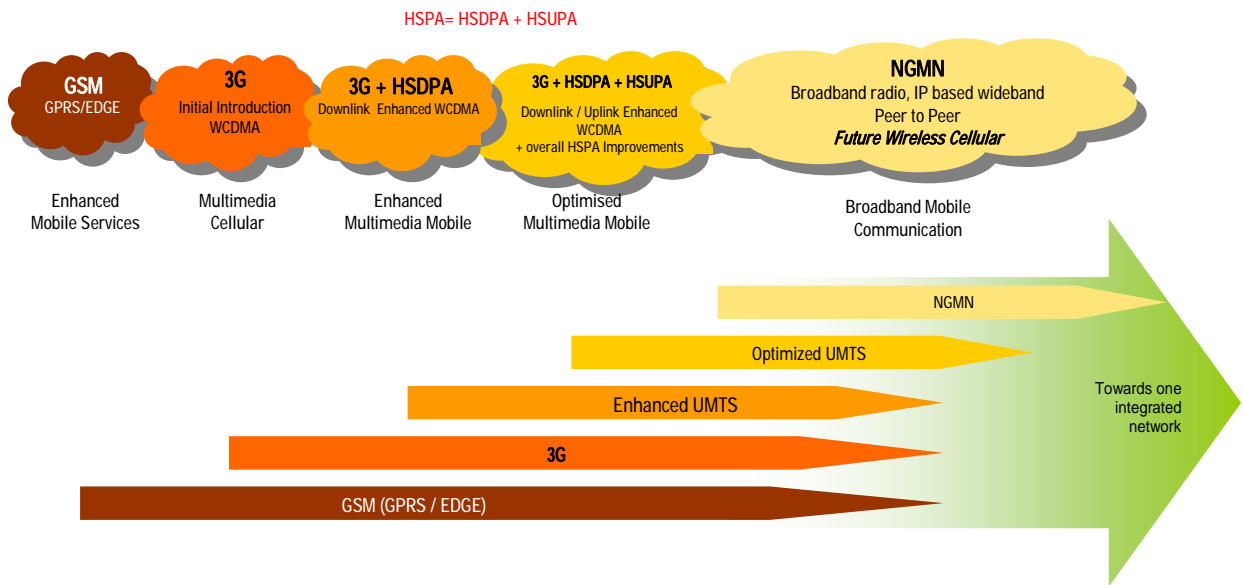 HSPA= HSDPA + HSUPA
GSM
GPRS/EDGE
3G
Initial Introduction
WCDMA
3G + HSDPA
Downlink Enhanced WCDMA
3G + HSDPA + HSUPA
Downlink / Uplink Enhanced
WCDMA
+ overall HSPA Improvements
NGMN
Broadband radio, IP based wideband
Peer to Peer
Future Wireless Cellular
Enhanced
Mobile Services
Multimedia
Cellular
Enhanced
Multimedia Mobile
Optimised
Multimedia Mobile
Broadband Mobile
Communication
NGMN
Optimized UMTS
Enhanced UMTS
3G
GSM (GPRS / EDGE)
Towards one
integrated
network